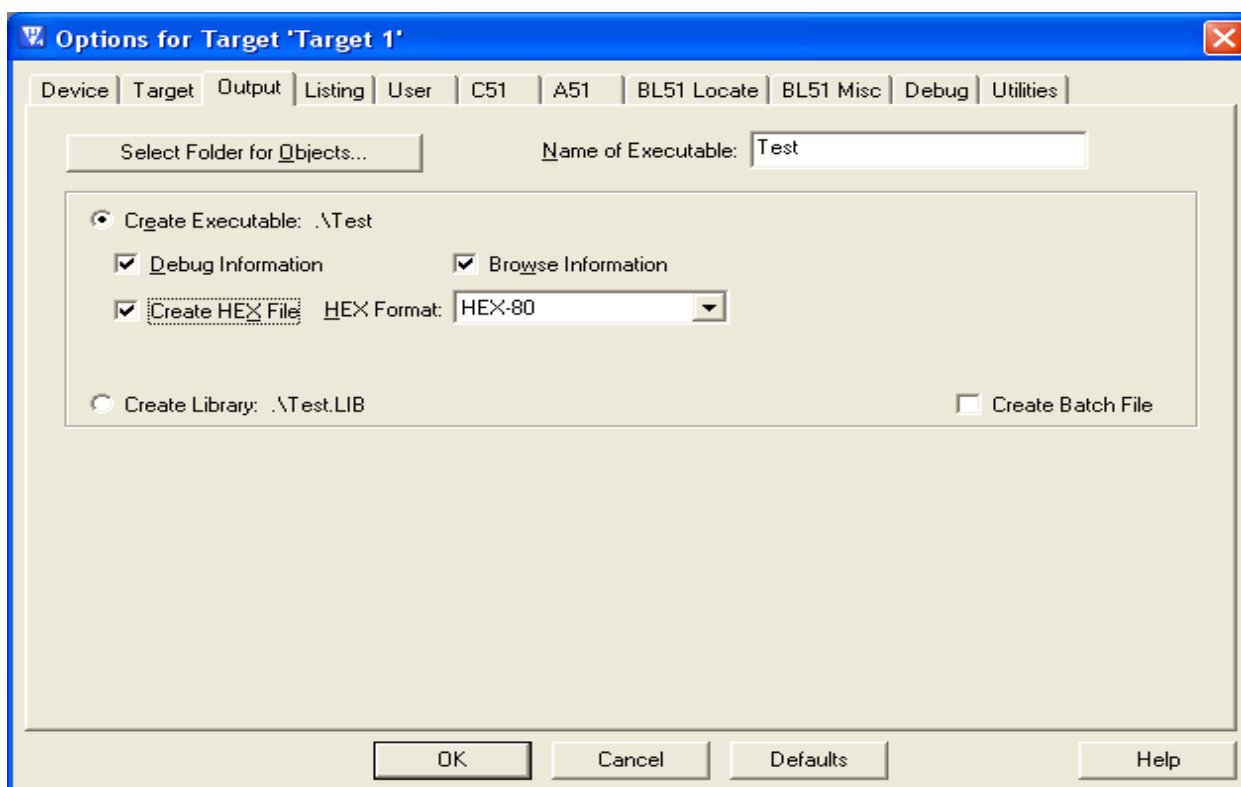 Options for Target 'Target 1'
Device Target Output Listing User C51 A51 BL51 Locate BL51 Misc Debug Utilities
Select Folder for Objects... Name of Executable: Test
Create Executable: .\Test
Debug Information Browse Information
Create HEX File HEX Format: HEX-80
Create Library: .\Test.LIB Create Batch File
OK Cancel Defaults Help